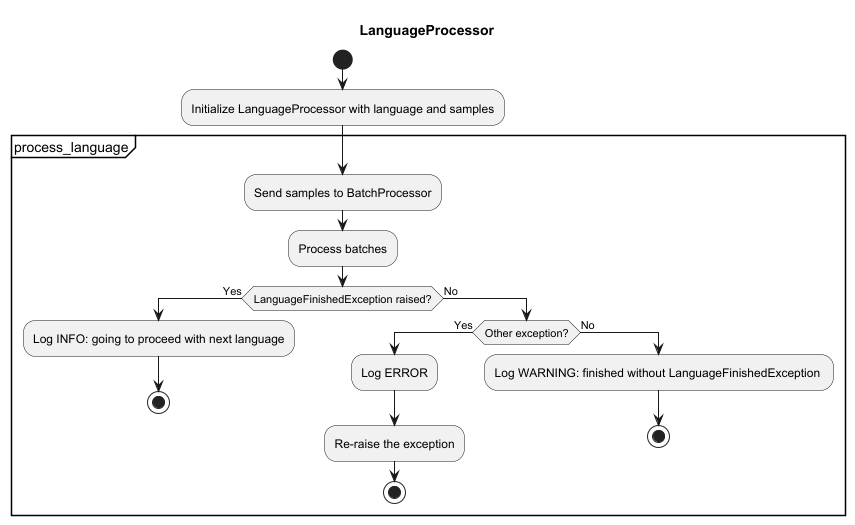 LanguageProcessor
Initialize LanguageProcessor with language and samples
process_language
Send samples to BatchProcessor
Process batches
Yes
LanguageFinishedException raised?
No
Log INFO: going to proceed with next language
Yes
Other exception?
No
Log ERROR
Log WARNING: finished without LanguageFinishedException
Re-raise the exception